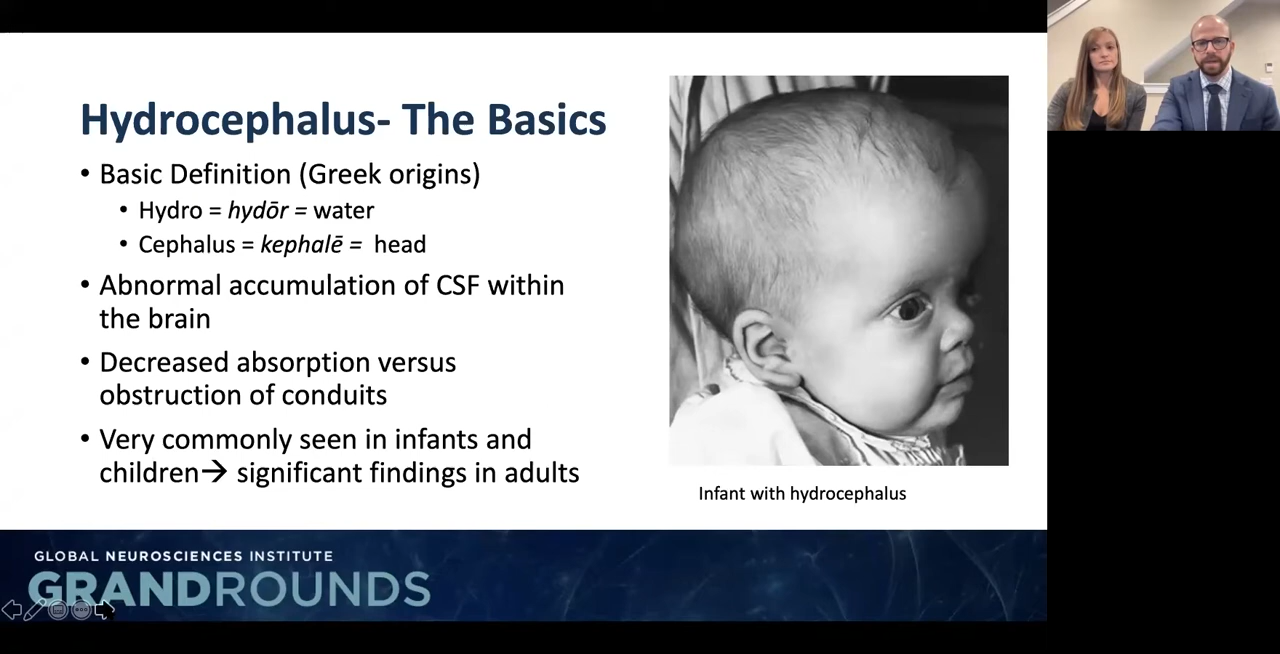 Hydrocephalus- The Basics
• Basic Definition (Greek origins)
• Hydro = hydōr = water
• Cephalus = kephalē = head
• Abnormal accumulation of CSF within
the brain
• Decreased absorption versus
obstruction of conduits
• Very commonly seen in infants and
children→ significant findings in adults
Infant with hydrocephalus
GLOBAL NEUROSCIENCES INSTITUTE
GRANDROUNDS